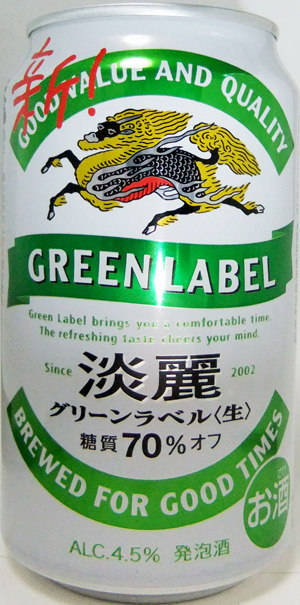 新!
GOOD VALUE AND QUALITY
GREEN LABEL
Green Label brings you a comfortable time.
The refreshing taste cheers your mind.
Since 2002
淡麗
グリーンラベル〈生〉
糖質70%オフ
BREWED FOR GOOD TIMES
お酒
ALC.4.5% 発泡酒